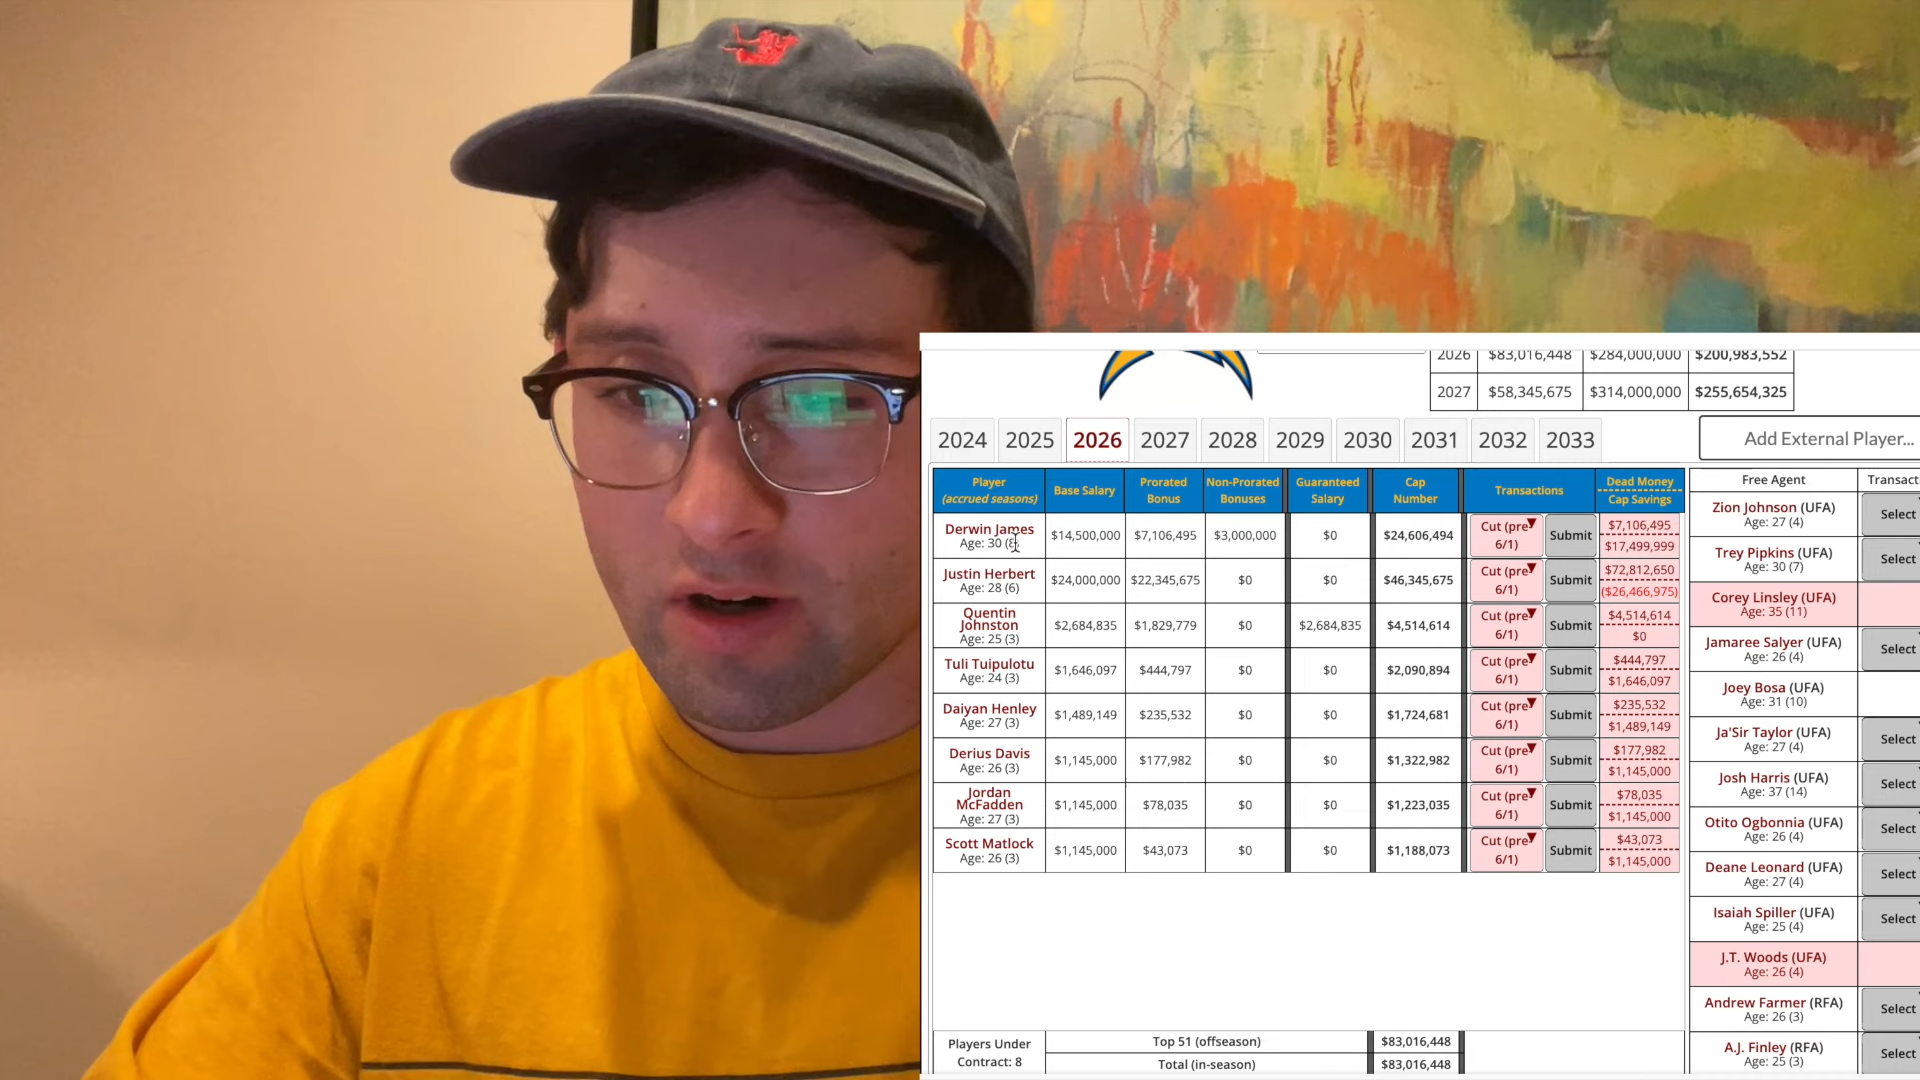 2026 $83,016,448 $284,000,000 $200,983,552
2027 $58,345,675 $314,000,000 $255,654,325
2024 2025 2026 2027 2028 2029 2030 2031 2032 2033
Add External Player...
Player (accrued seasons) Base Salary Prorated Bonus Non-Prorated Bonuses Guaranteed Salary Cap Number Transactions Dead Money Cap Savings
Derwin James Age: 30 $14,500,000 $7,106,495 $3,000,000 $0 $24,606,494 Cut (pre 6/1) Submit $7,106,495 $17,499,999
Justin Herbert Age: 28 (6) $24,000,000 $22,345,675 $0 $0 $46,345,675 Cut (pre 6/1) Submit $72,812,650 ($26,466,975)
Quentin Johnston Age: 25 (3) $2,684,835 $1,829,779 $0 $2,684,835 $4,514,614 Cut (pre 6/1) Submit $4,514,614 $0
Tuli Tuipulotu Age: 24 (3) $1,646,097 $444,797 $0 $0 $2,090,894 Cut (pre 6/1) Submit $444,797 $1,646,097
Daiyan Henley Age: 27 (3) $1,489,149 $235,532 $0 $0 $1,724,681 Cut (pre 6/1) Submit $235,532 $1,489,149
Derius Davis Age: 26 (3) $1,145,000 $177,982 $0 $0 $1,322,982 Cut (pre 6/1) Submit $177,982 $1,145,000
Jordan McFadden Age: 27 (3) $1,145,000 $78,035 $0 $0 $1,223,035 Cut (pre 6/1) Submit $78,035 $1,145,000
Scott Matlock Age: 26 (3) $1,145,000 $43,073 $0 $0 $1,188,073 Cut (pre 6/1) Submit $43,073 $1,145,000
Players Under Contract: 8
Top 51 (offseason) $83,016,448
Total (in-season) $83,016,448
Free Agent Transacti
Zion Johnson (UFA) Age: 27 (4) Select
Trey Pipkins (UFA) Age: 30 (7) Select
Corey Linsley (UFA) Age: 35 (11)
Jamaree Salyer (UFA) Age: 26 (4) Select
Joey Bosa (UFA) Age: 31 (10)
Ja'Sir Taylor (UFA) Age: 27 (4) Select
Josh Harris (UFA) Age: 37 (14) Select
Otito Ogbonnia (UFA) Age: 26 (4) Select
Deane Leonard (UFA) Age: 27 (4) Select
Isaiah Spiller (UFA) Age: 25 (4) Select
J.T. Woods (UFA) Age: 26 (4)
Andrew Farmer (RFA) Age: 26 (3) Select
A.J. Finley (RFA) Age: 25 (3) Select